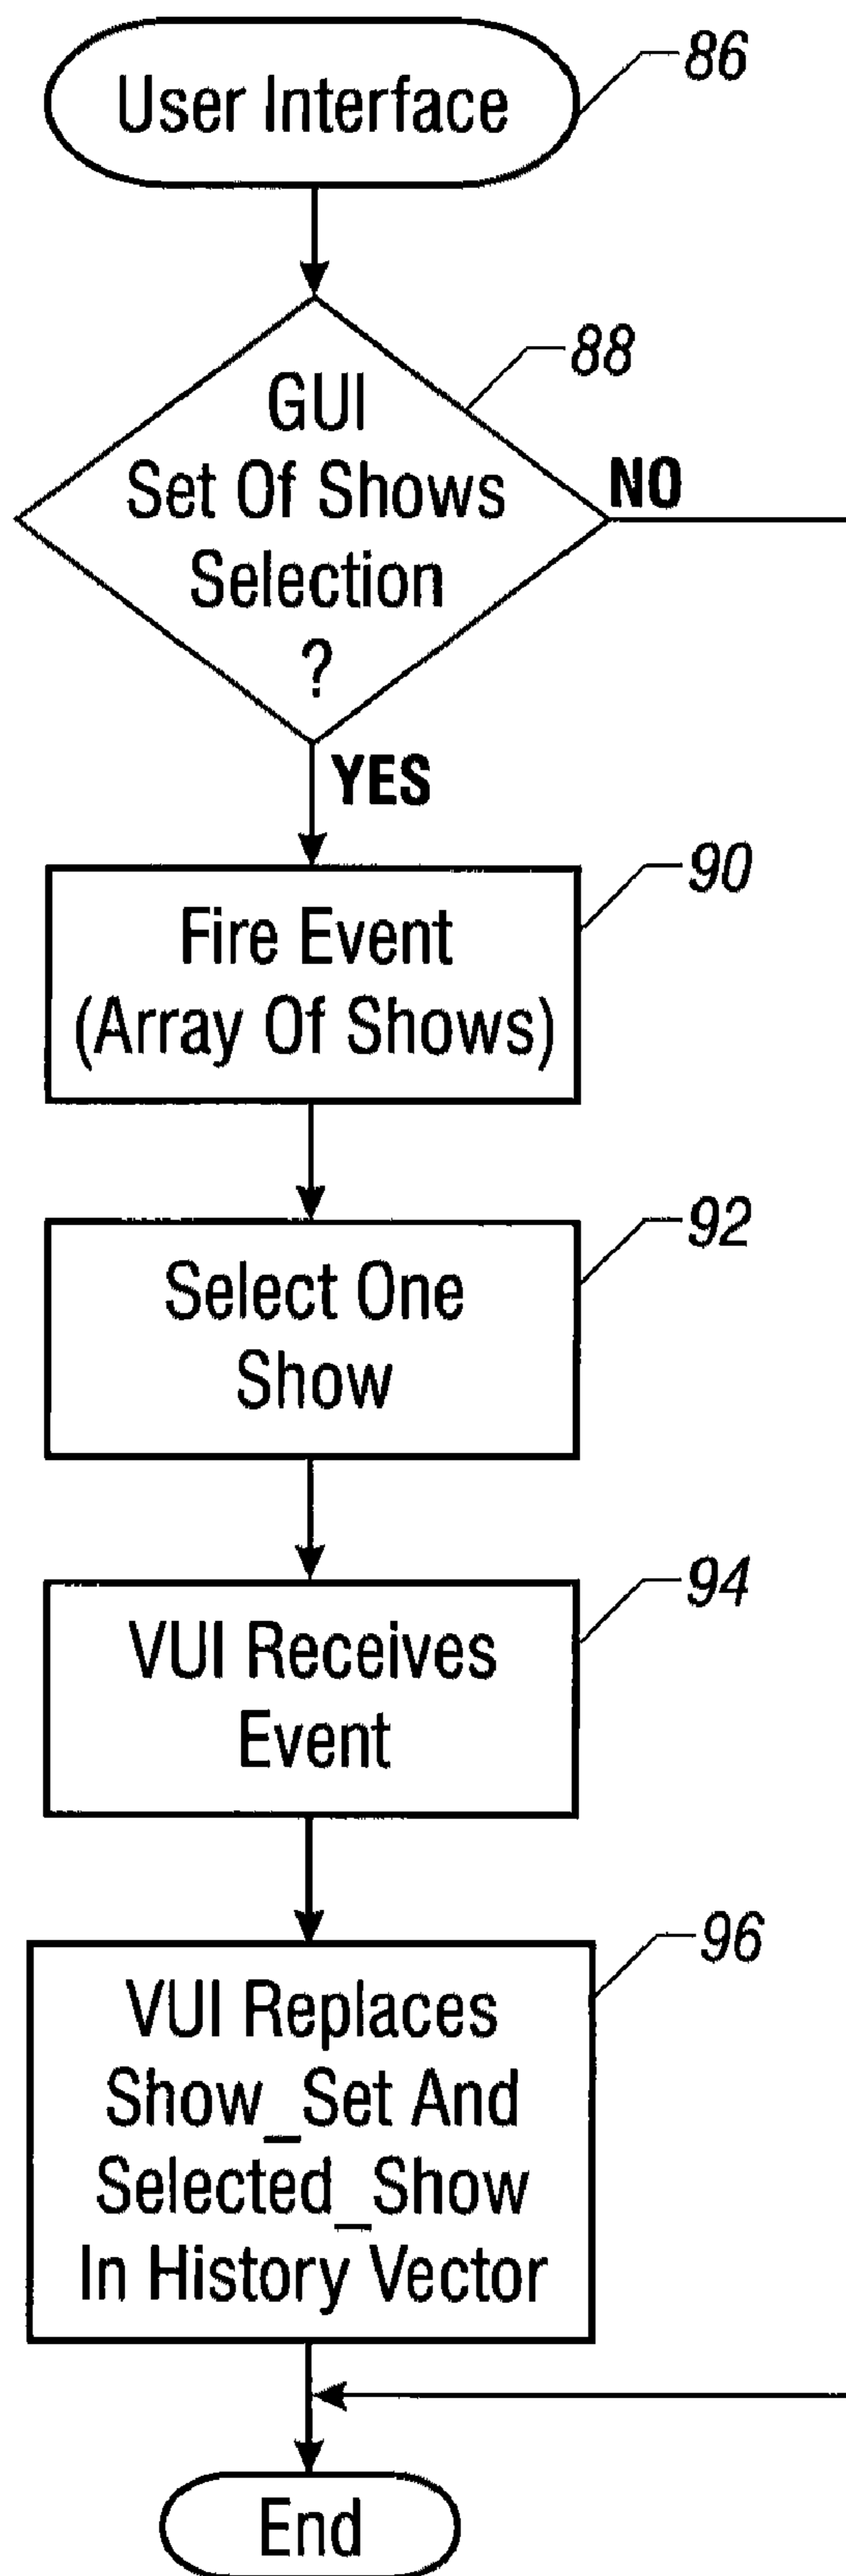 User Interface
86
GUI
Set Of Shows
Selection
?
88
NO
YES
Fire Event
(Array Of Shows)
90
Select One
Show
92
VUI Receives
Event
94
VUI Replaces
Show_Set And
Selected_Show
In History Vector
96
End